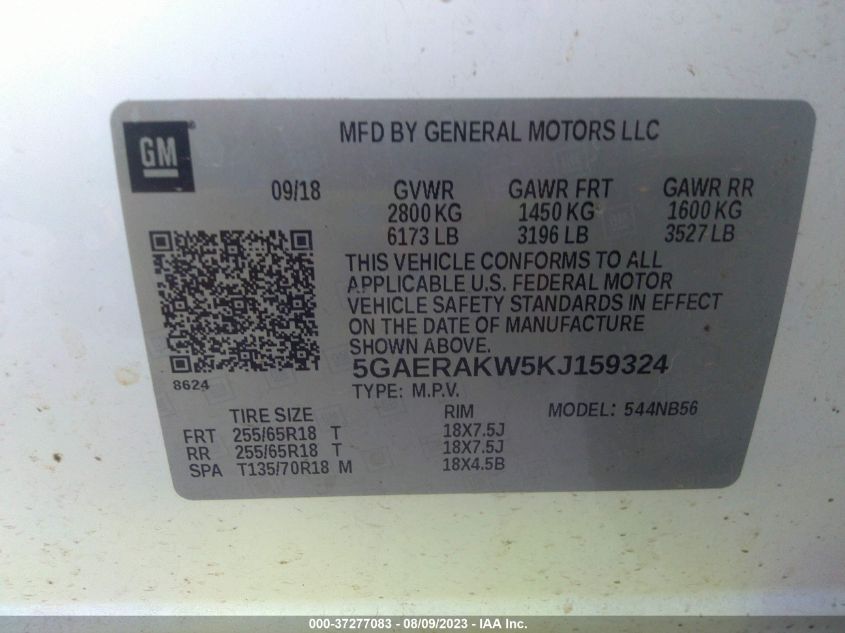 GM ®
MFD BY GENERAL MOTORS LLC
09/18 GVWR GAWR FRT GAWR RR
2800 KG 1450 KG 1600 KG
6173 LB 3196 LB 3527 LB
THIS VEHICLE CONFORMS TO ALL
APPLICABLE U.S. FEDERAL MOTOR
VEHICLE SAFETY STANDARDS IN EFFECT
ON THE DATE OF MANUFACTURE
SHOWN ABOVE.
5GAERAKW5KJ159324
8624
TYPE: M.P.V.
TIRE SIZE RIM MODEL: 544NB56
FRT 255/65R18 T 18X7.5J
RR 255/65R18 T 18X7.5J
SPA T135/70R18 M 18X4.5B
000-37277083 - 08/09/2023 - IAA Inc.